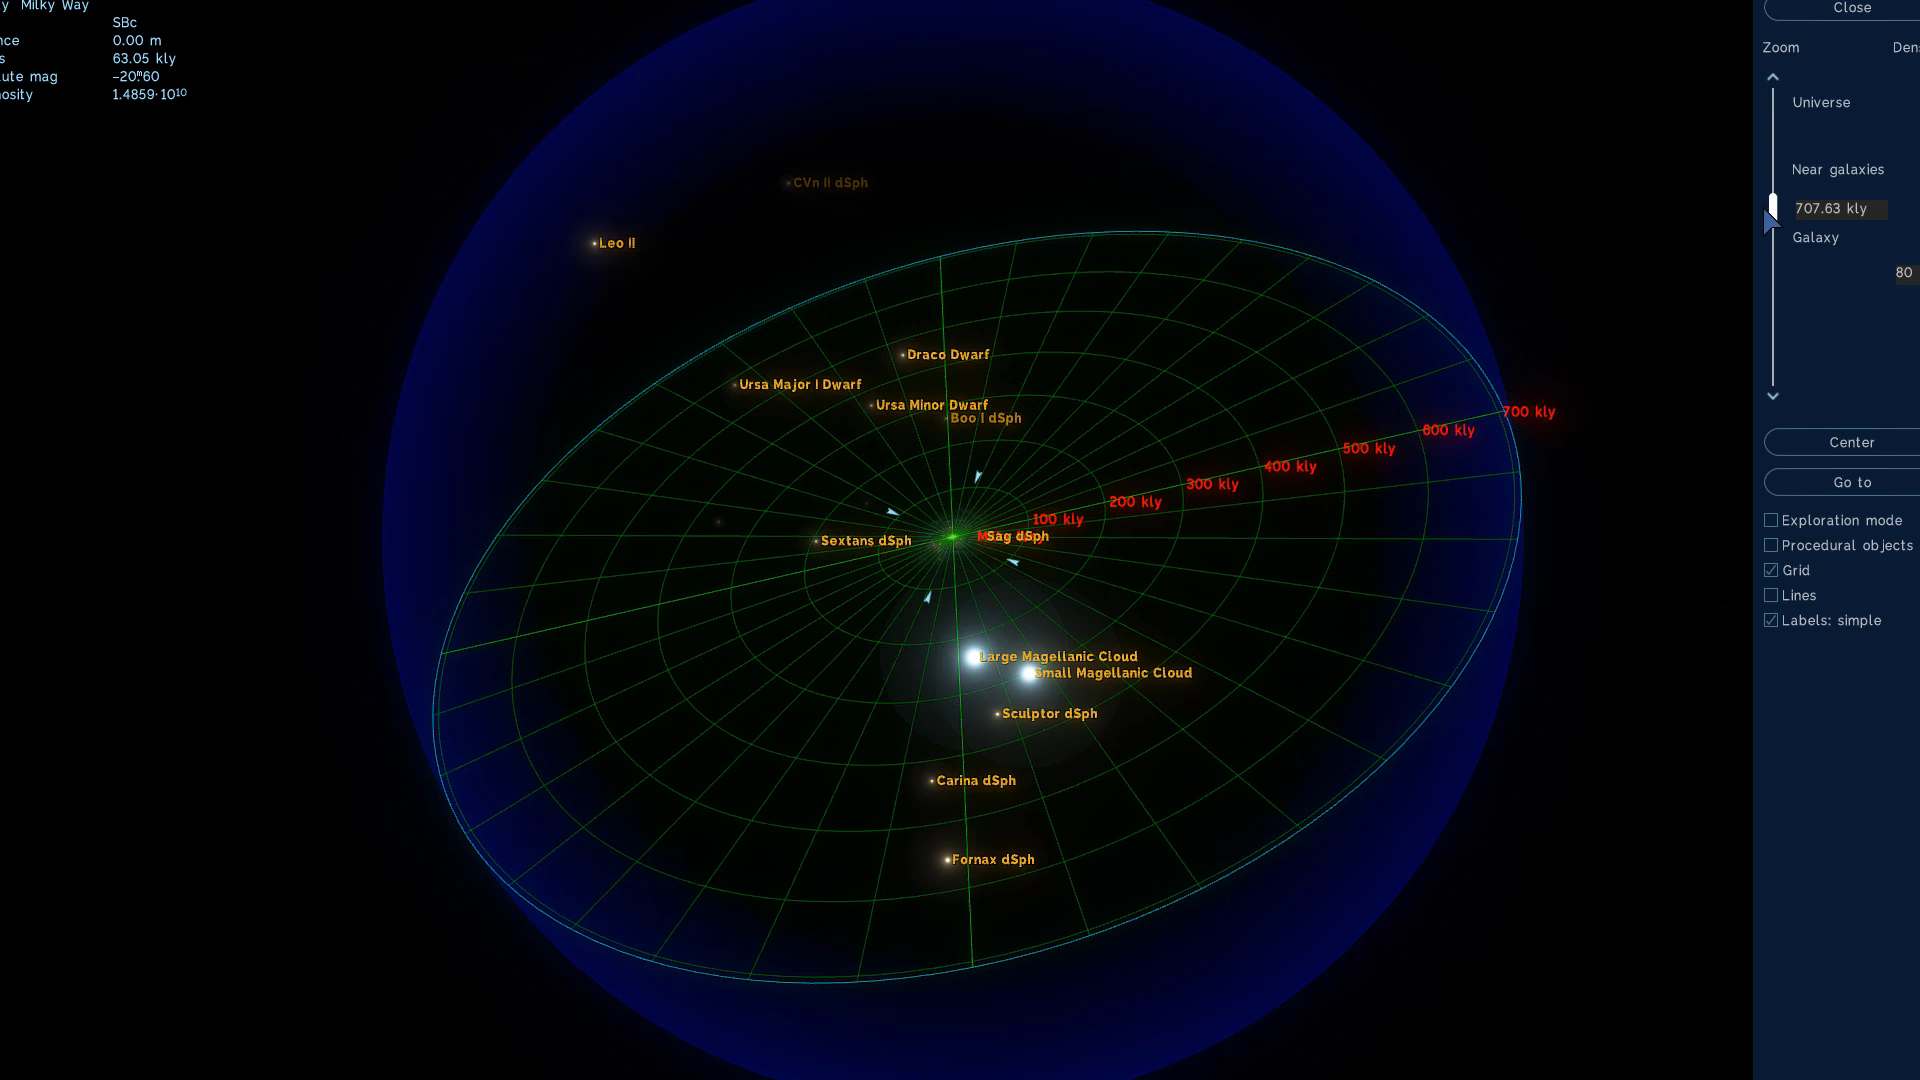 y Milky Way
SBc
nce 0.00 m
s 63.05 kly
ute mag −20ᵐ60
nosity 1.4859·10¹⁰
Close
Zoom Dens
Universe
Near galaxies
707.63 kly
Galaxy
80
CVn II dSph
Leo II
Draco Dwarf
Ursa Major I Dwarf
Ursa Minor Dwarf
Boo I dSph
700 kly
600 kly
500 kly
400 kly
300 kly
200 kly
100 kly
Sag dSph
Sextans dSph
Large Magellanic Cloud
Small Magellanic Cloud
Sculptor dSph
Carina dSph
Fornax dSph
Center
Go to
Exploration mode
Procedural objects
Grid
Lines
Labels: simple